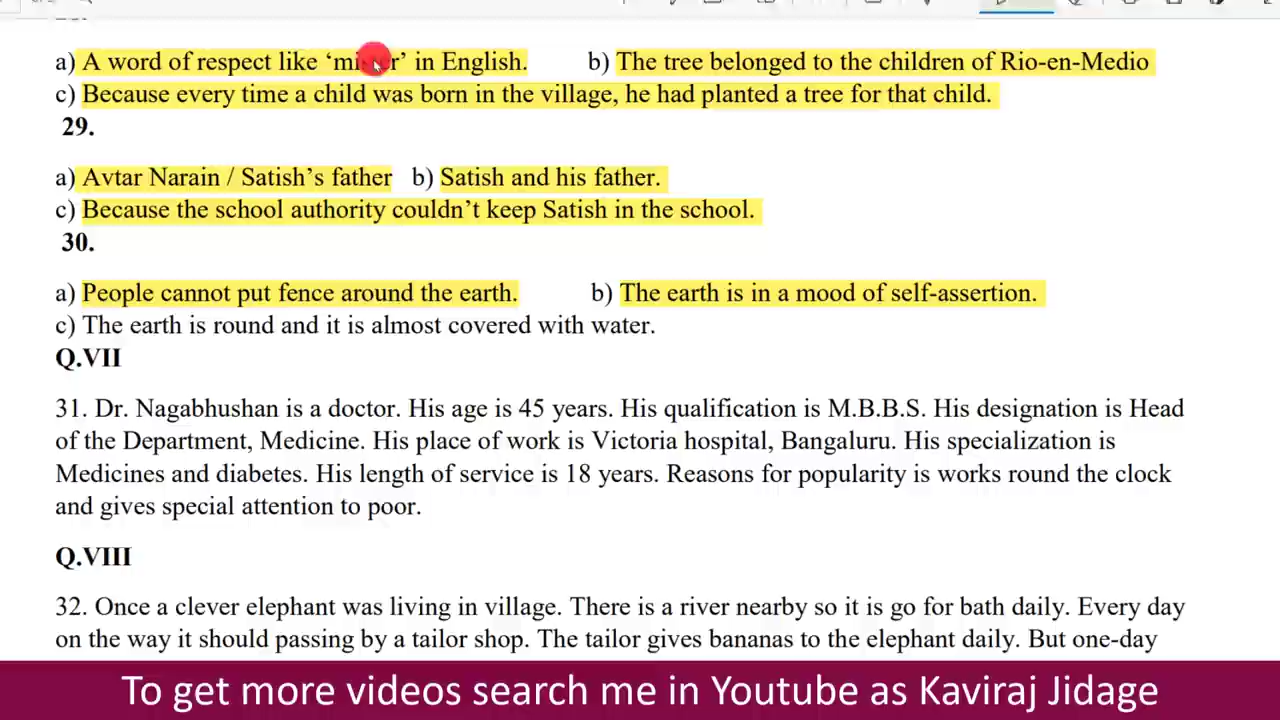 a) A word of respect like ‘mi r’ in English. b) The tree belonged to the children of Rio-en-Medio
c) Because every time a child was born in the village, he had planted a tree for that child.
29.
a) Avtar Narain / Satish’s father b) Satish and his father.
c) Because the school authority couldn’t keep Satish in the school.
30.
a) People cannot put fence around the earth. b) The earth is in a mood of self-assertion.
c) The earth is round and it is almost covered with water.
Q.VII
31. Dr. Nagabhushan is a doctor. His age is 45 years. His qualification is M.B.B.S. His designation is Head
of the Department, Medicine. His place of work is Victoria hospital, Bangaluru. His specialization is
Medicines and diabetes. His length of service is 18 years. Reasons for popularity is works round the clock
and gives special attention to poor.
Q.VIII
32. Once a clever elephant was living in village. There is a river nearby so it is go for bath daily. Every day
on the way it should passing by a tailor shop. The tailor gives bananas to the elephant daily. But one-day
To get more videos search me in Youtube as Kaviraj Jidage